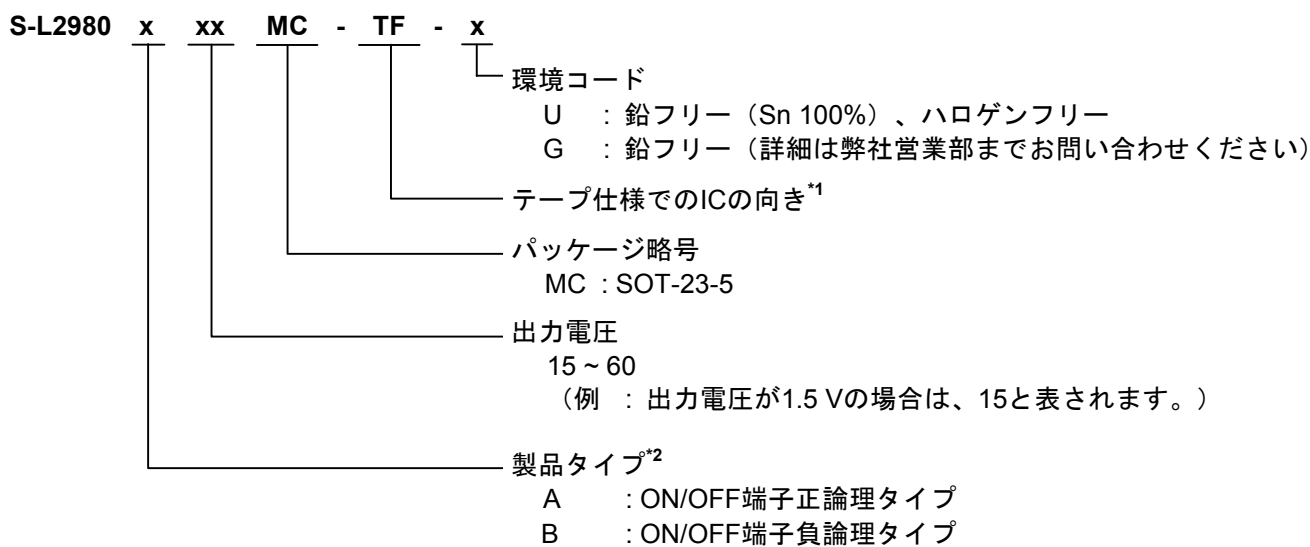 S-L2980 x xx MC - TF - x
環境コード
U : 鉛フリー（Sn 100%）、ハロゲンフリー
G : 鉛フリー（詳細は弊社営業部までお問い合わせください）
テープ仕様でのICの向き*1
パッケージ略号
MC : SOT-23-5
出力電圧
15 ~ 60
（例 : 出力電圧が1.5 Vの場合は、15と表されます。）
製品タイプ*2
A : ON/OFF端子正論理タイプ
B : ON/OFF端子負論理タイプ